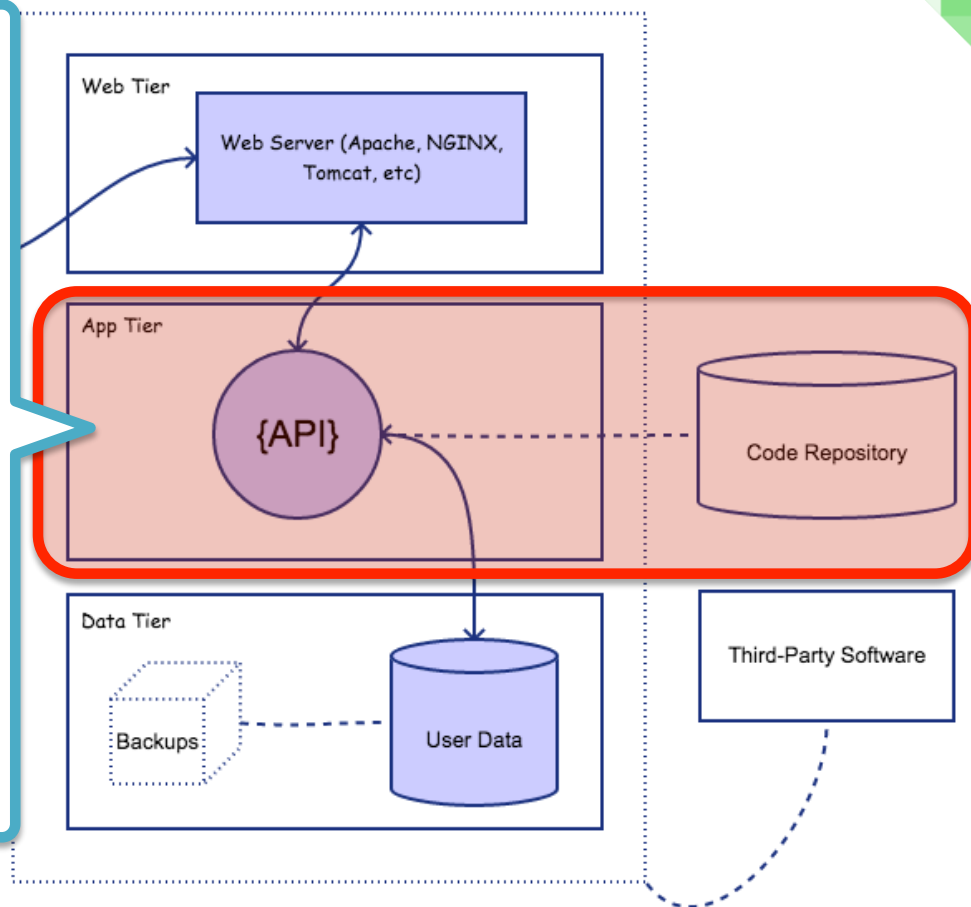 Web Tier
Web Server (Apache, NGINX,
Tomcat, etc)
App Tier
{API}
Code Repository
Data Tier
Backups
User Data
Third-Party Software